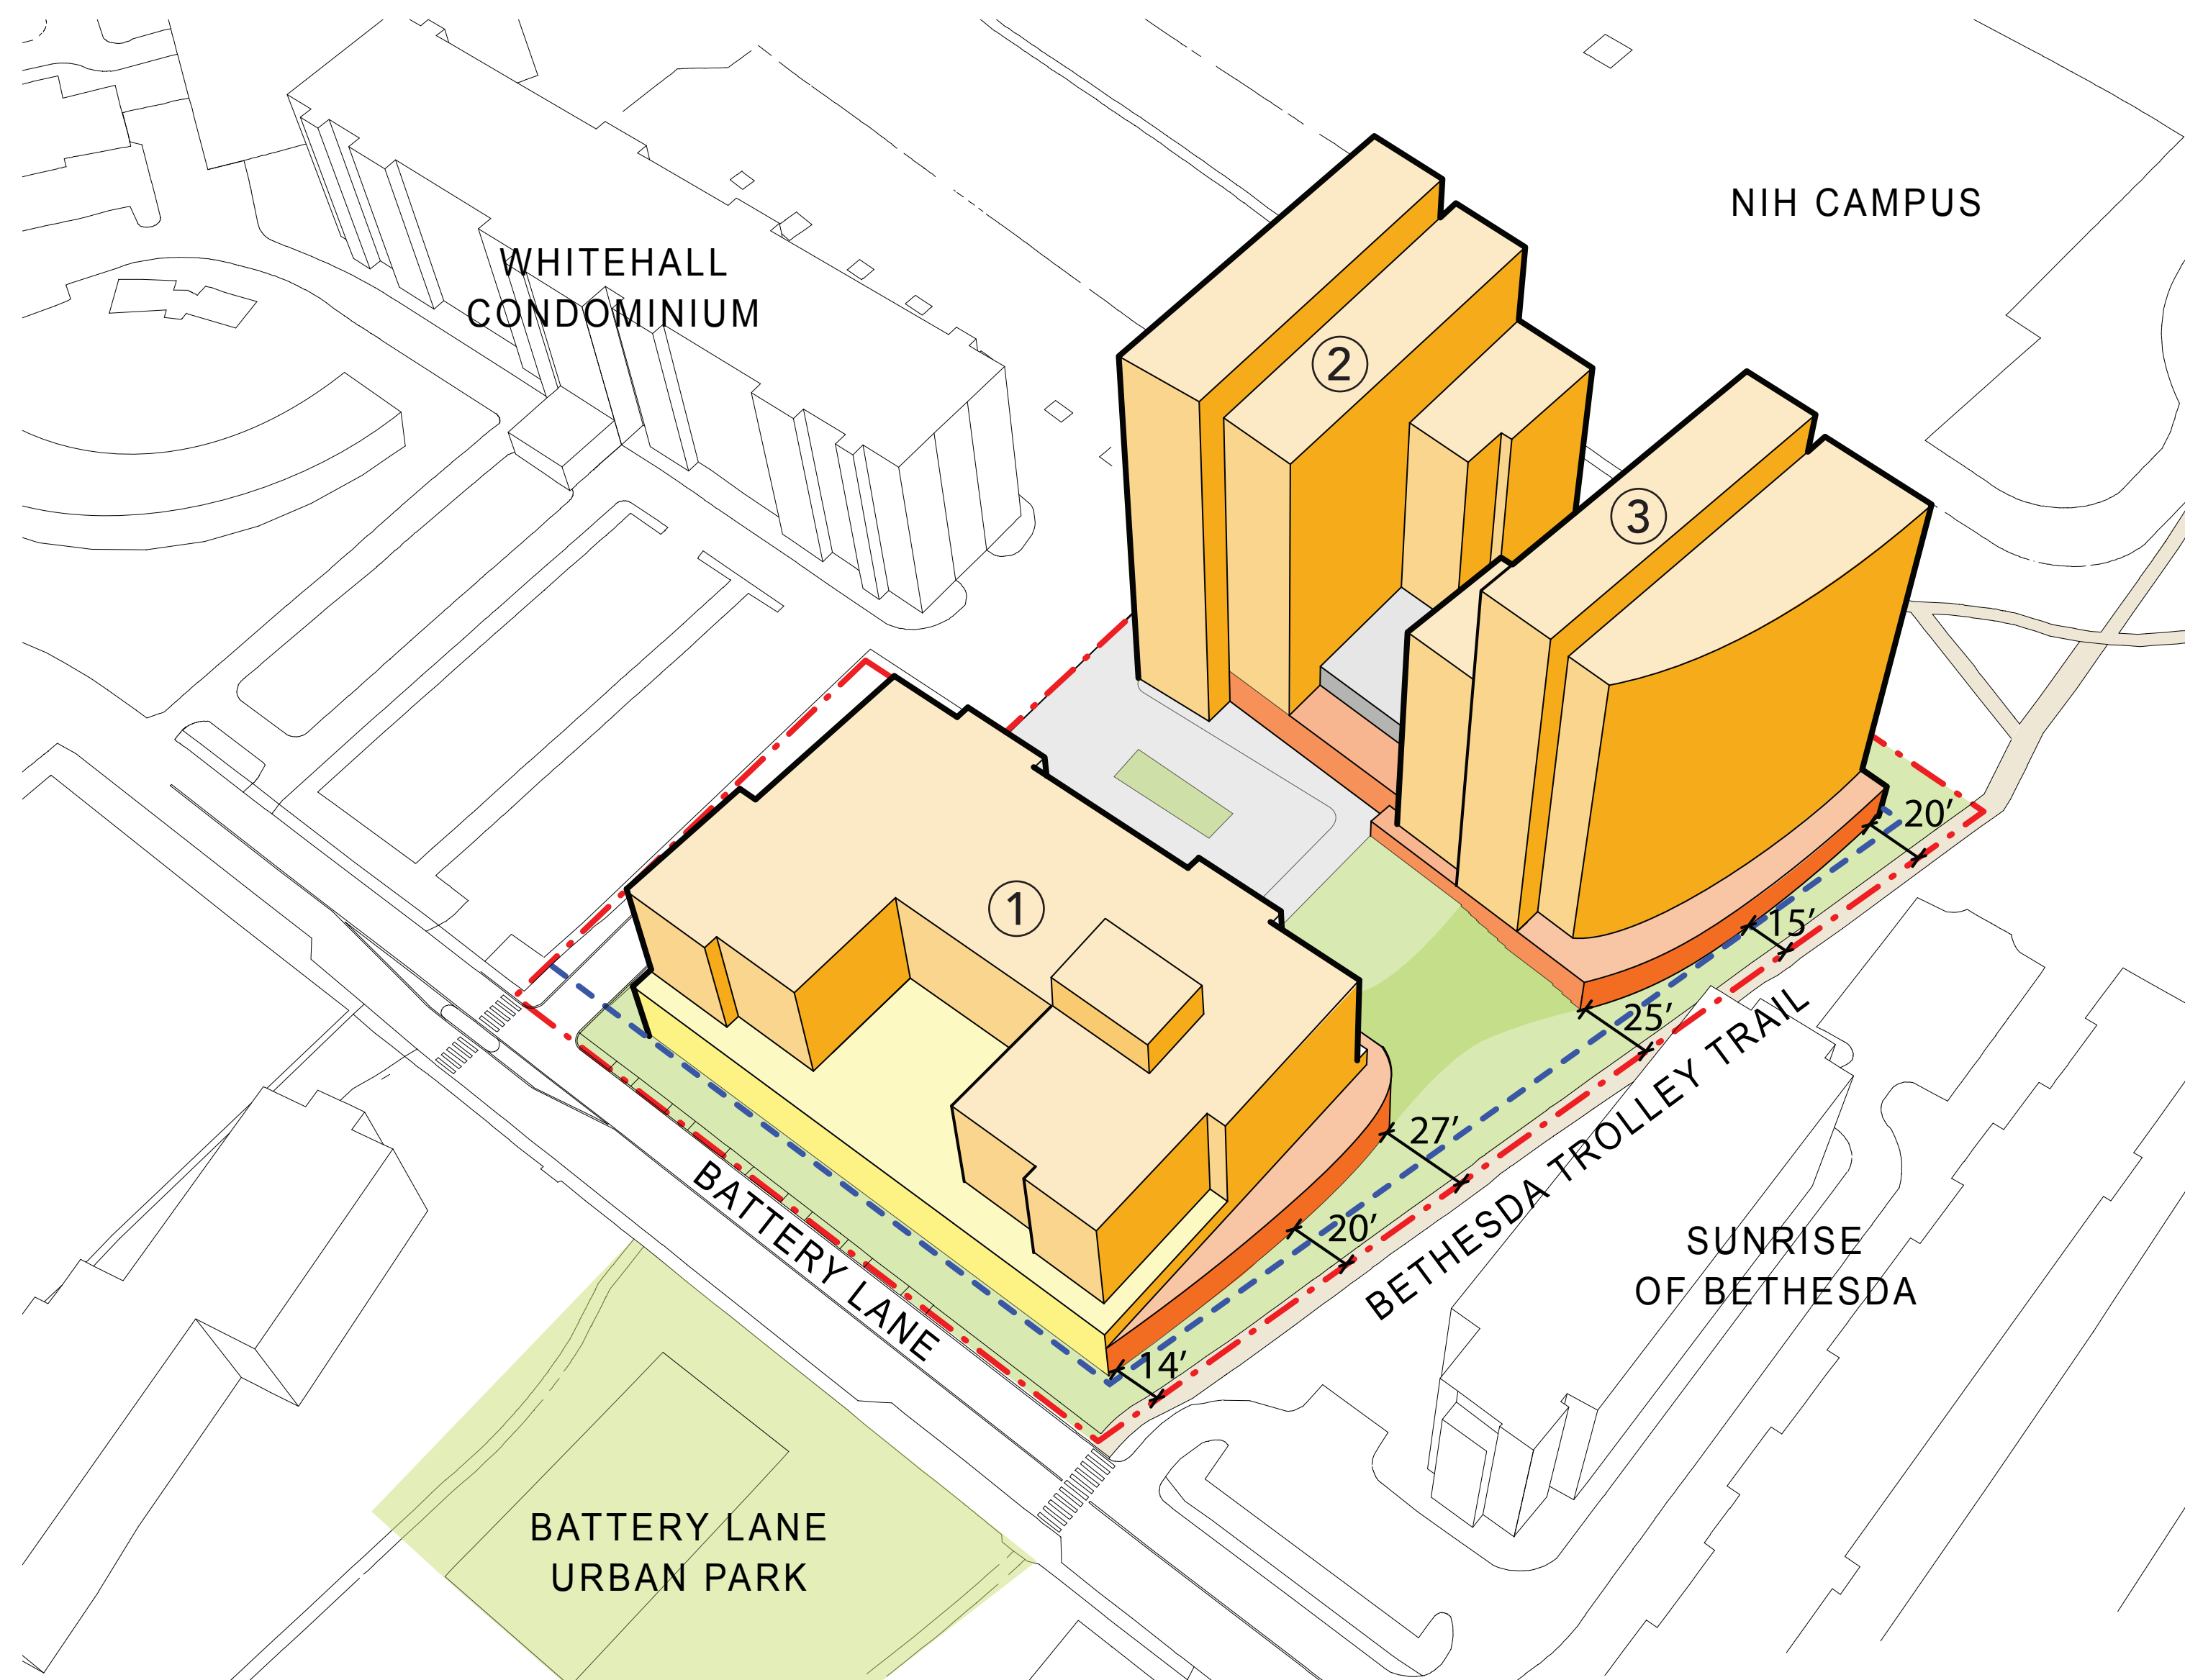 NIH CAMPUS
WHITEHALL
CONDOMINIUM
2
3
20′
1
15′
25′
27′
BETHESDA TROLLEY TRAIL
20′
SUNRISE
OF BETHESDA
BATTERY LANE
14′
BATTERY LANE
URBAN PARK